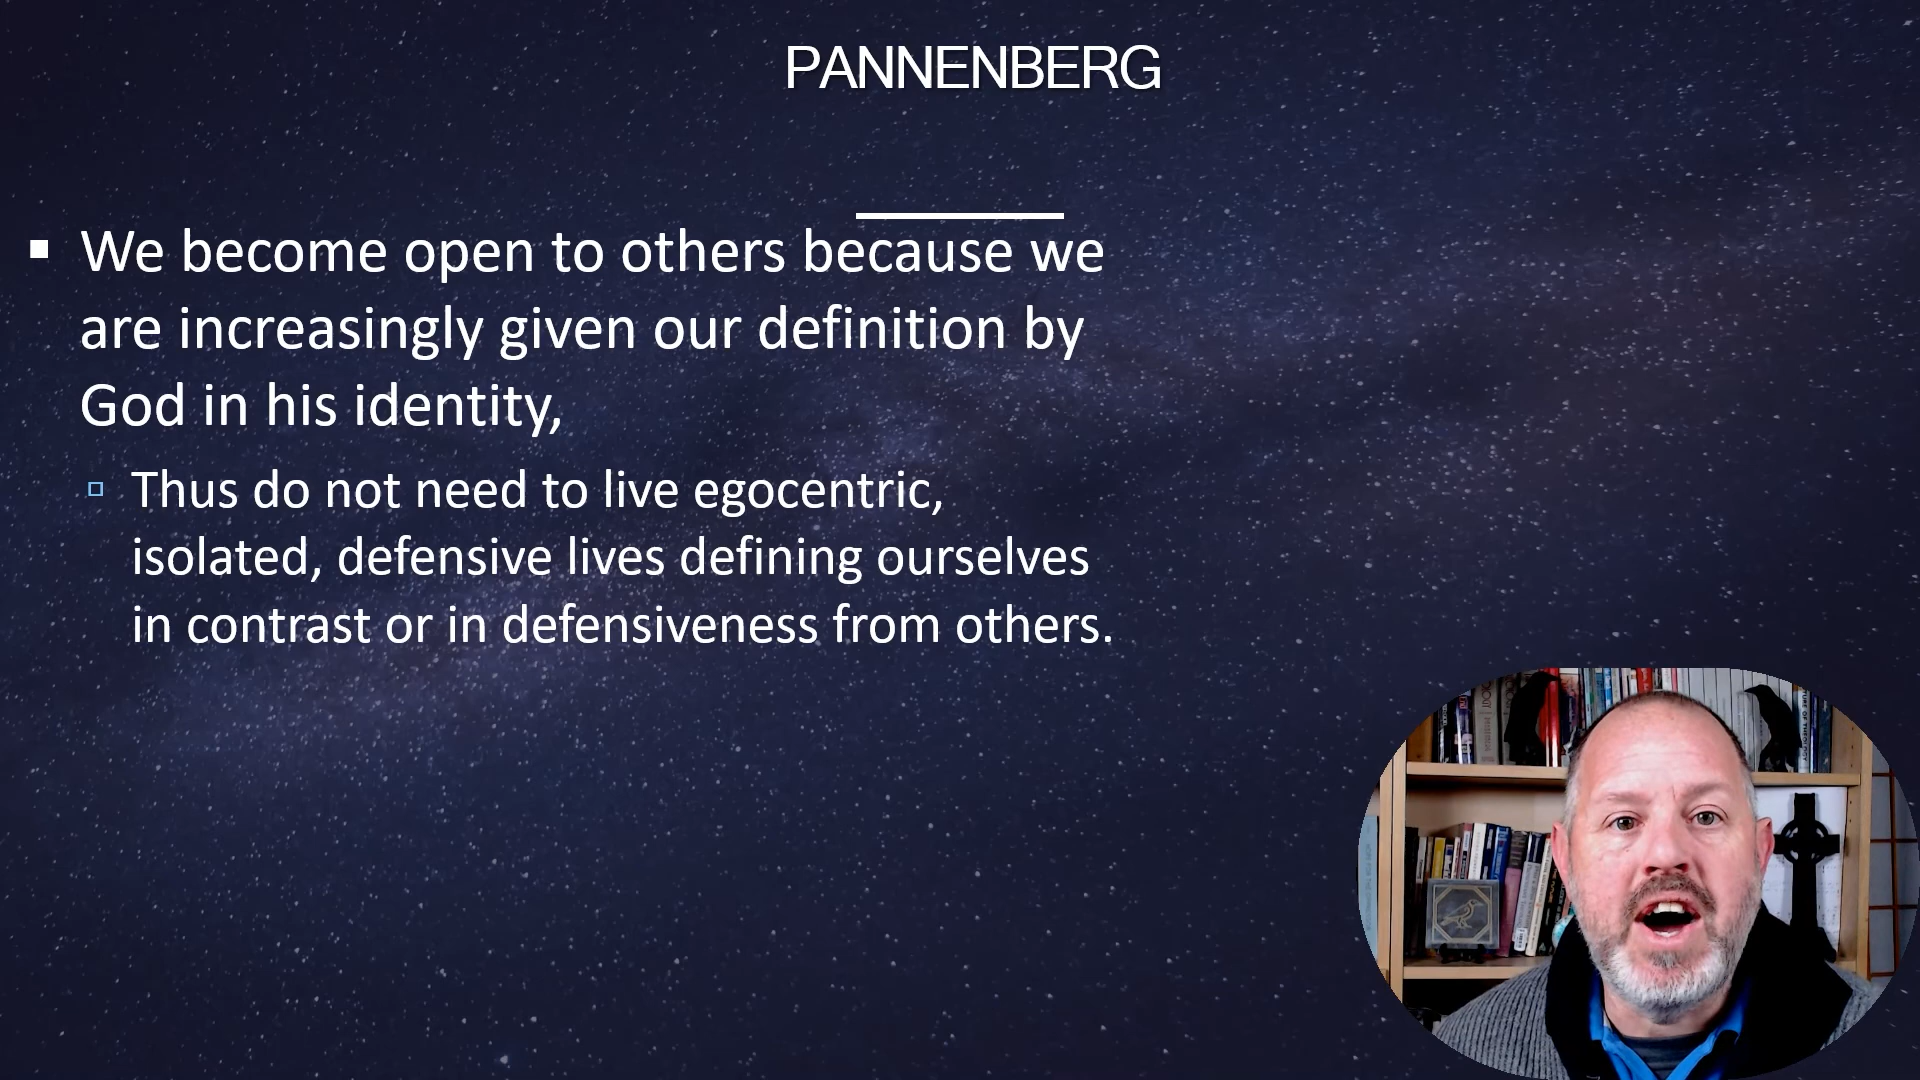 PANNENBERG
▪ We become open to others because we
are increasingly given our definition by
God in his identity,
▫ Thus do not need to live egocentric,
isolated, defensive lives defining ourselves
in contrast or in defensiveness from others.